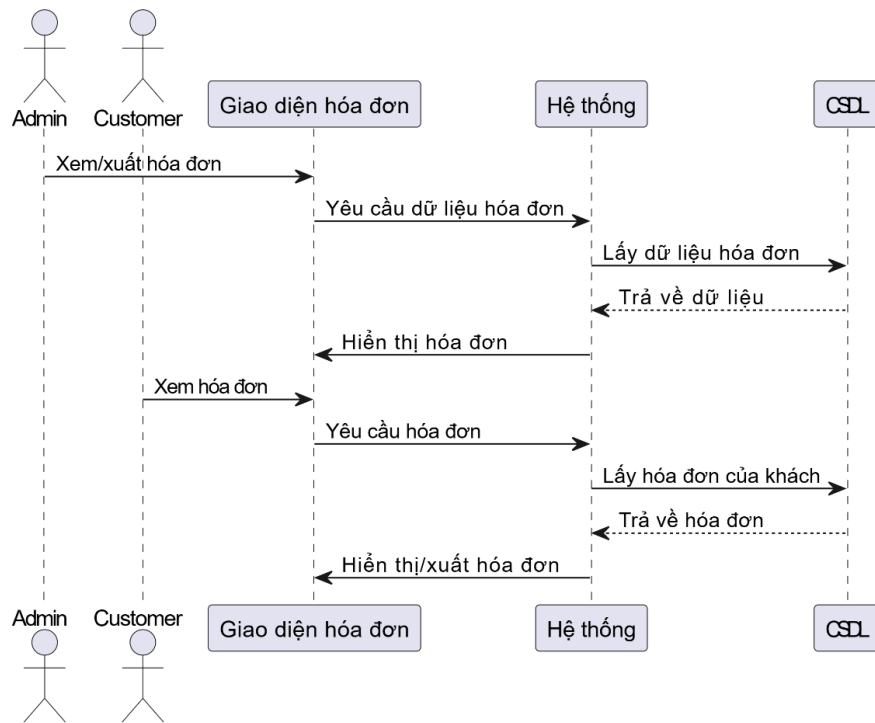 Admin Customer Giao diện hóa đơn Hệ thống CSDL
Xem/xuất hóa đơn
Yêu cầu dữ liệu hóa đơn
Lấy dữ liệu hóa đơn
Trả về dữ liệu
Hiển thị hóa đơn
Xem hóa đơn
Yêu cầu hóa đơn
Lấy hóa đơn của khách
Trả về hóa đơn
Hiển thị/xuất hóa đơn
Admin Customer Giao diện hóa đơn Hệ thống CSDL